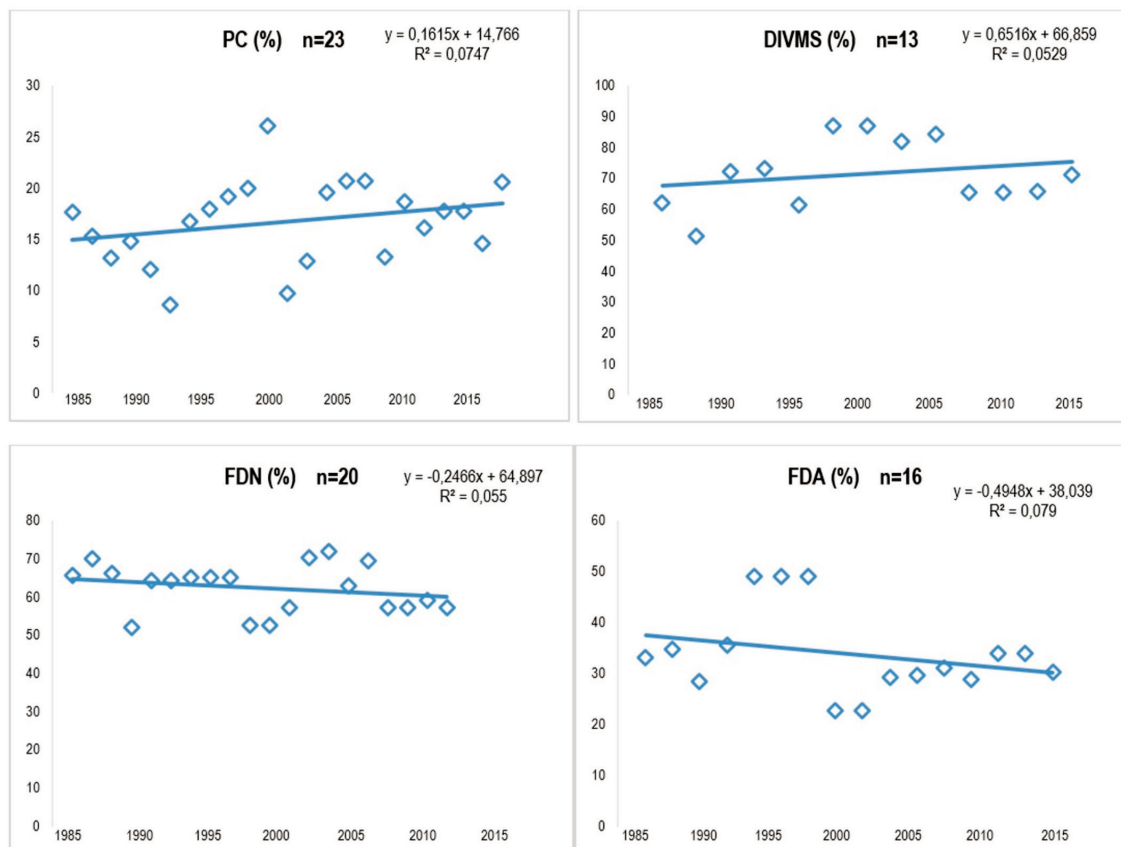 PC (%) n=23
y = 0,1615x + 14,766
R² = 0,0747
30
25
20
15
10
5
0
1985 1990 1995 2000 2005 2010 2015
DIVMS (%) n=13
y = 0,6516x + 66,859
R² = 0,0529
100
90
80
70
60
50
40
30
20
10
0
1985 1990 1995 2000 2005 2010 2015
FDN (%) n=20
y = -0,2466x + 64,897
R² = 0,055
80
70
60
50
40
30
20
10
0
1985 1990 1995 2000 2005 2010 2015
FDA (%) n=16
y = -0,4948x + 38,039
R² = 0,079
60
50
40
30
20
10
0
1985 1990 1995 2000 2005 2010 2015